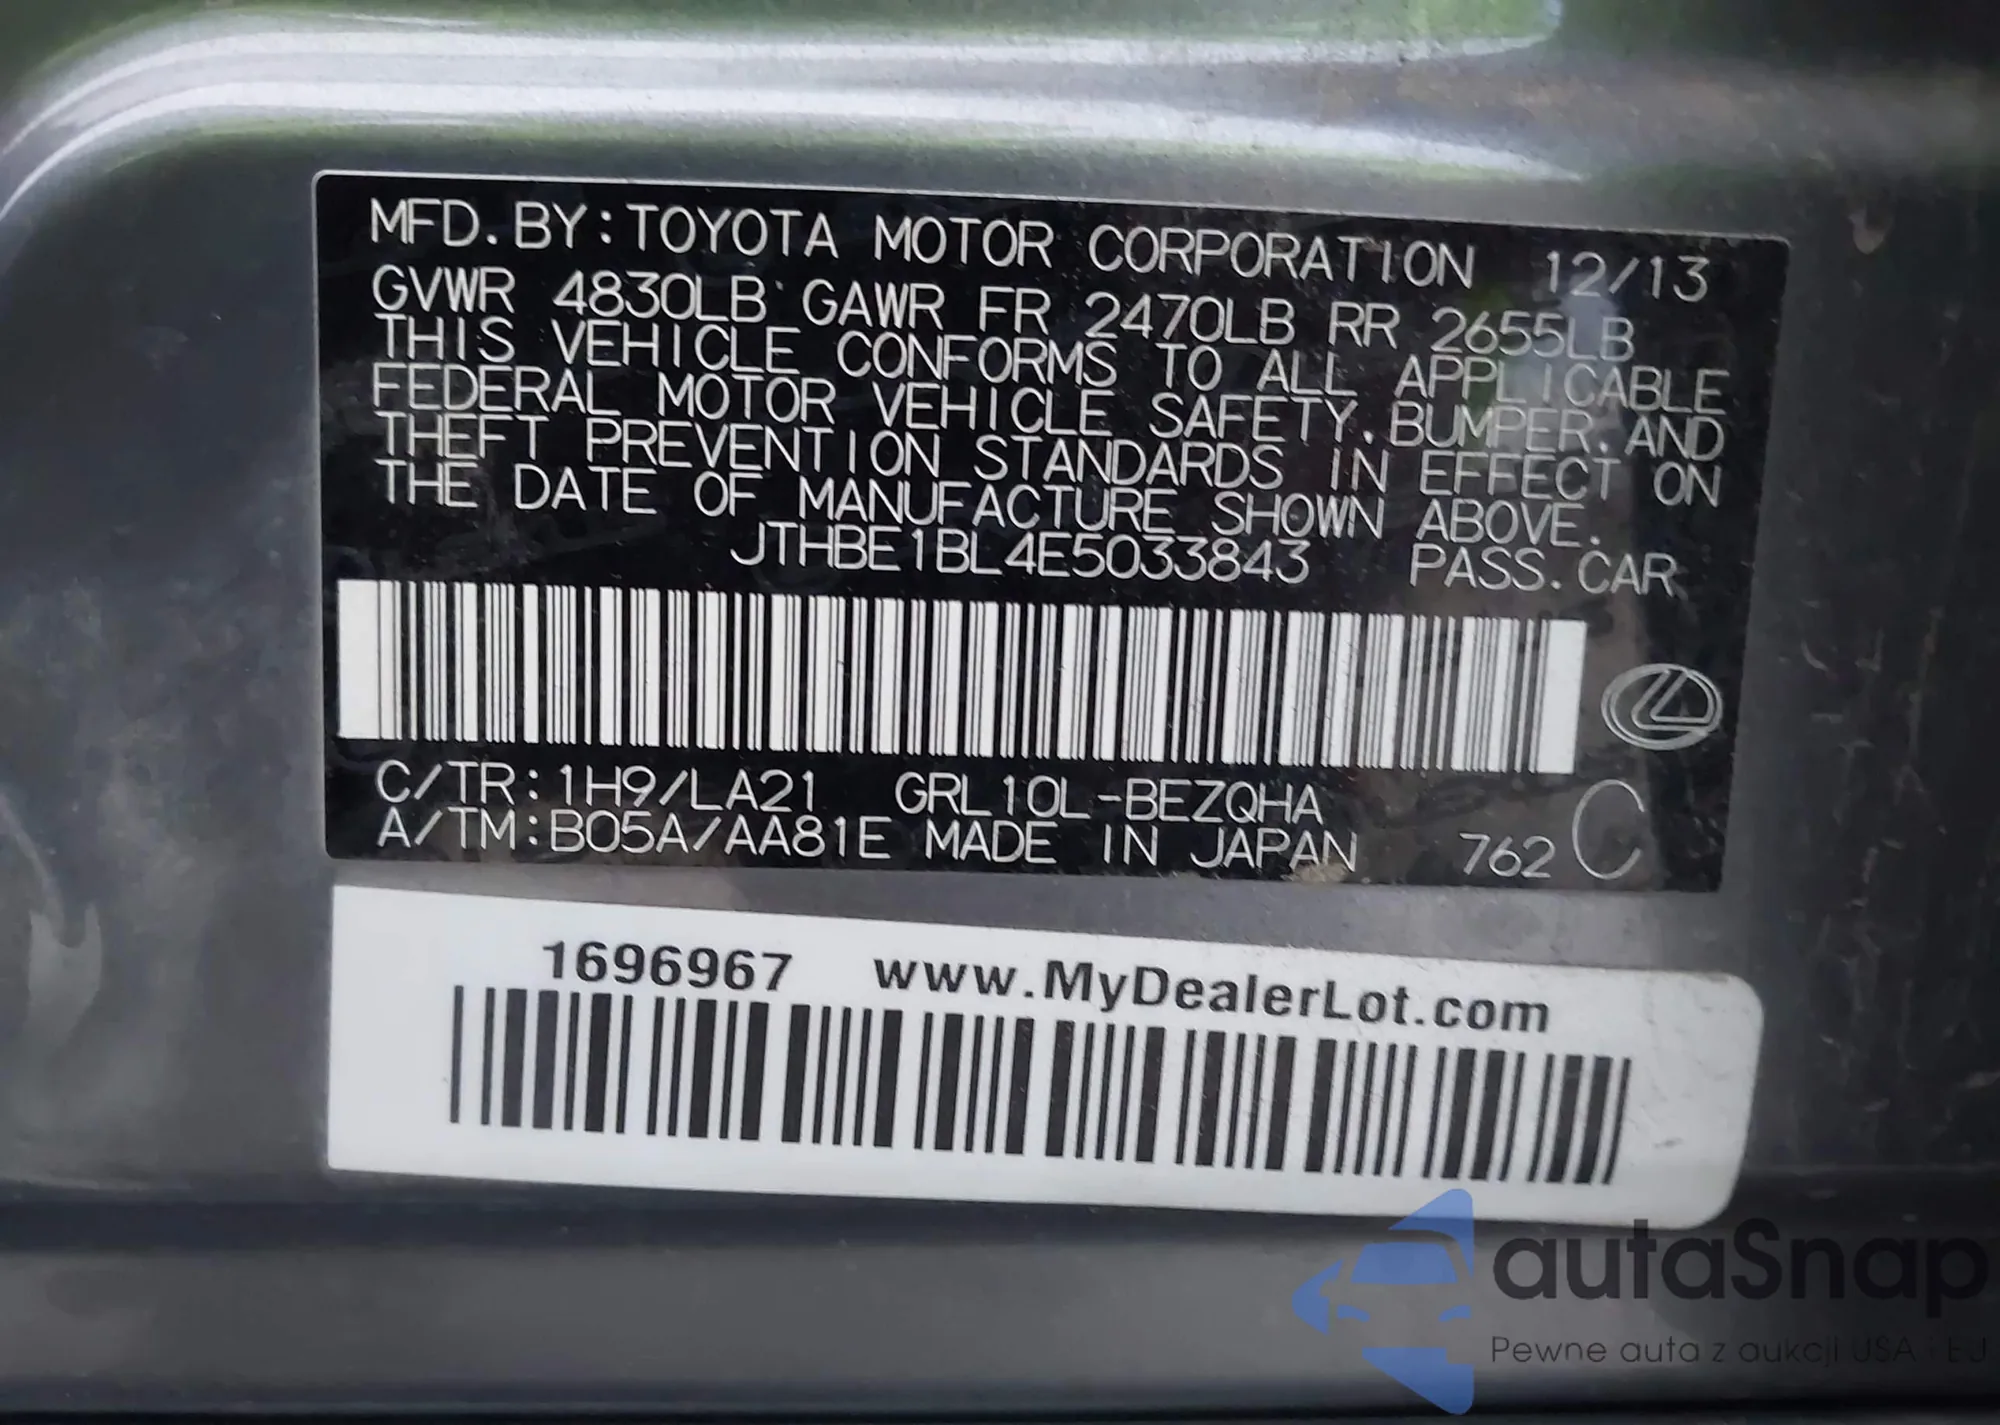 MFD. BY: TOYOTA MOTOR CORPORATION 12/13
GVWR 4830LB GAWR FR 2470LB RR 2655LB
THIS VEHICLE CONFORMS TO ALL APPLICABLE
FEDERAL MOTOR VEHICLE SAFETY, BUMPER, AND
THEFT PREVENTION STANDARDS IN EFFECT ON
THE DATE OF MANUFACTURE SHOWN ABOVE.
JTHBE1BL4E5033843 PASS. CAR
C/TR: 1H9/LA21 GRL10L-BEZQHA
A/TM: B05A/AA81E MADE IN JAPAN 762 C
1696967 www.MyDealerLot.com
autaSnap
Pewne auta z aukcji USA i EU